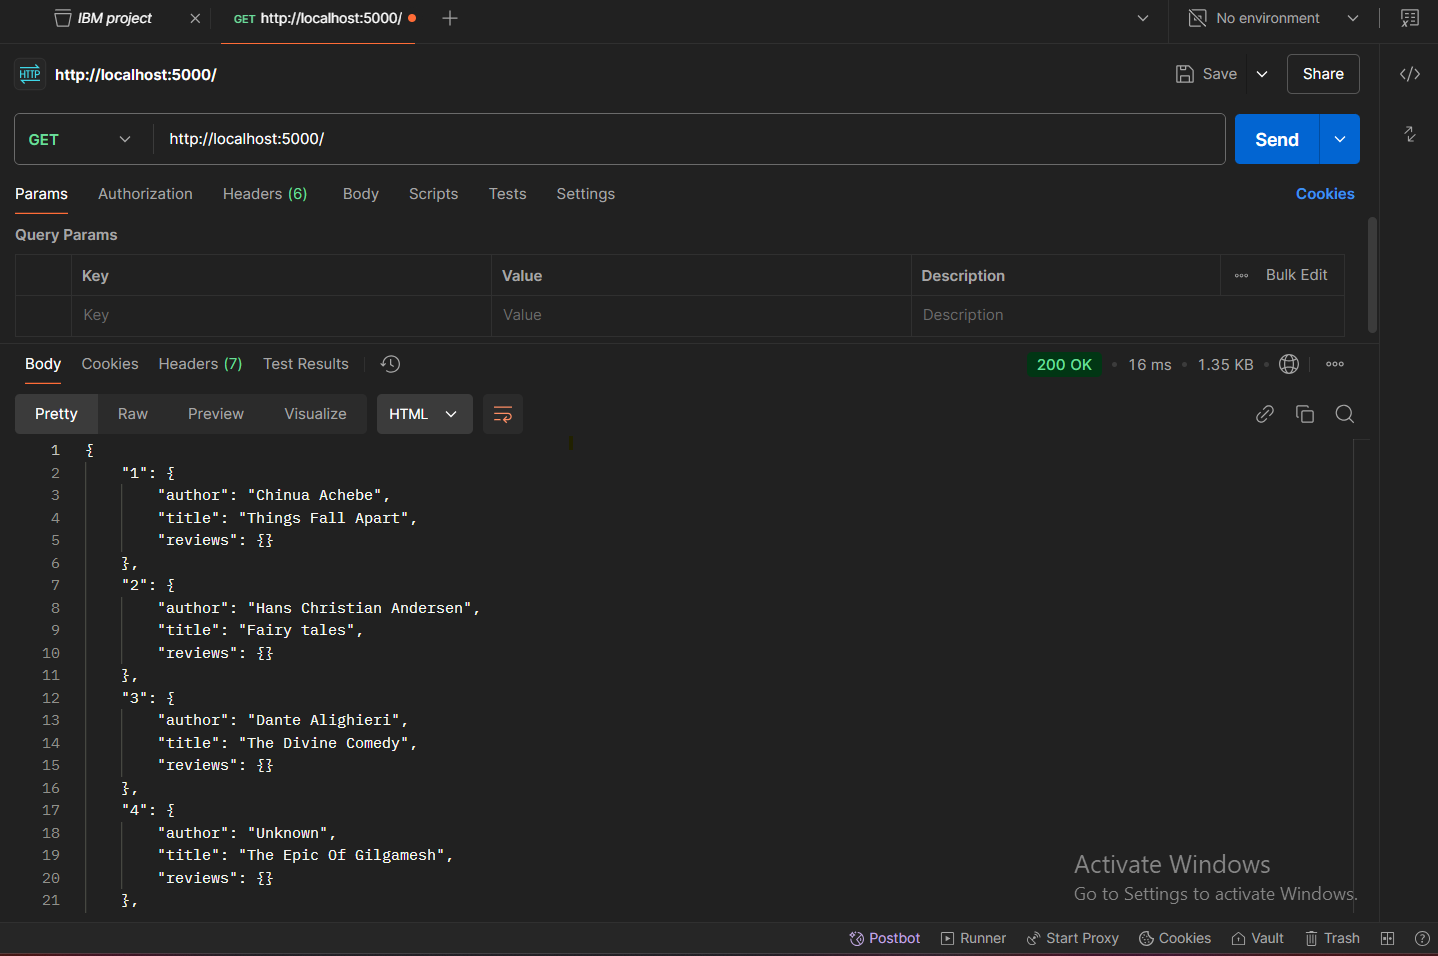 IBM project
GET http://localhost:5000/
No environment
HTTP http://localhost:5000/
Save
Share
GET
http://localhost:5000/
Send
Params Authorization Headers (6) Body Scripts Tests Settings Cookies
Query Params
Key Value Description Bulk Edit
Key Value Description
Body Cookies Headers (7) Test Results 200 OK 16 ms 1.35 KB
Pretty Raw Preview Visualize HTML
1 {
2 "1": {
3 "author": "Chinua Achebe",
4 "title": "Things Fall Apart",
5 "reviews": {}
6 },
7 "2": {
8 "author": "Hans Christian Andersen",
9 "title": "Fairy tales",
10 "reviews": {}
11 },
12 "3": {
13 "author": "Dante Alighieri",
14 "title": "The Divine Comedy",
15 "reviews": {}
16 },
17 "4": {
18 "author": "Unknown",
19 "title": "The Epic Of Gilgamesh",
20 "reviews": {}
21 },
Activate Windows
Go to Settings to activate Windows.
Postbot Runner Start Proxy Cookies Vault Trash